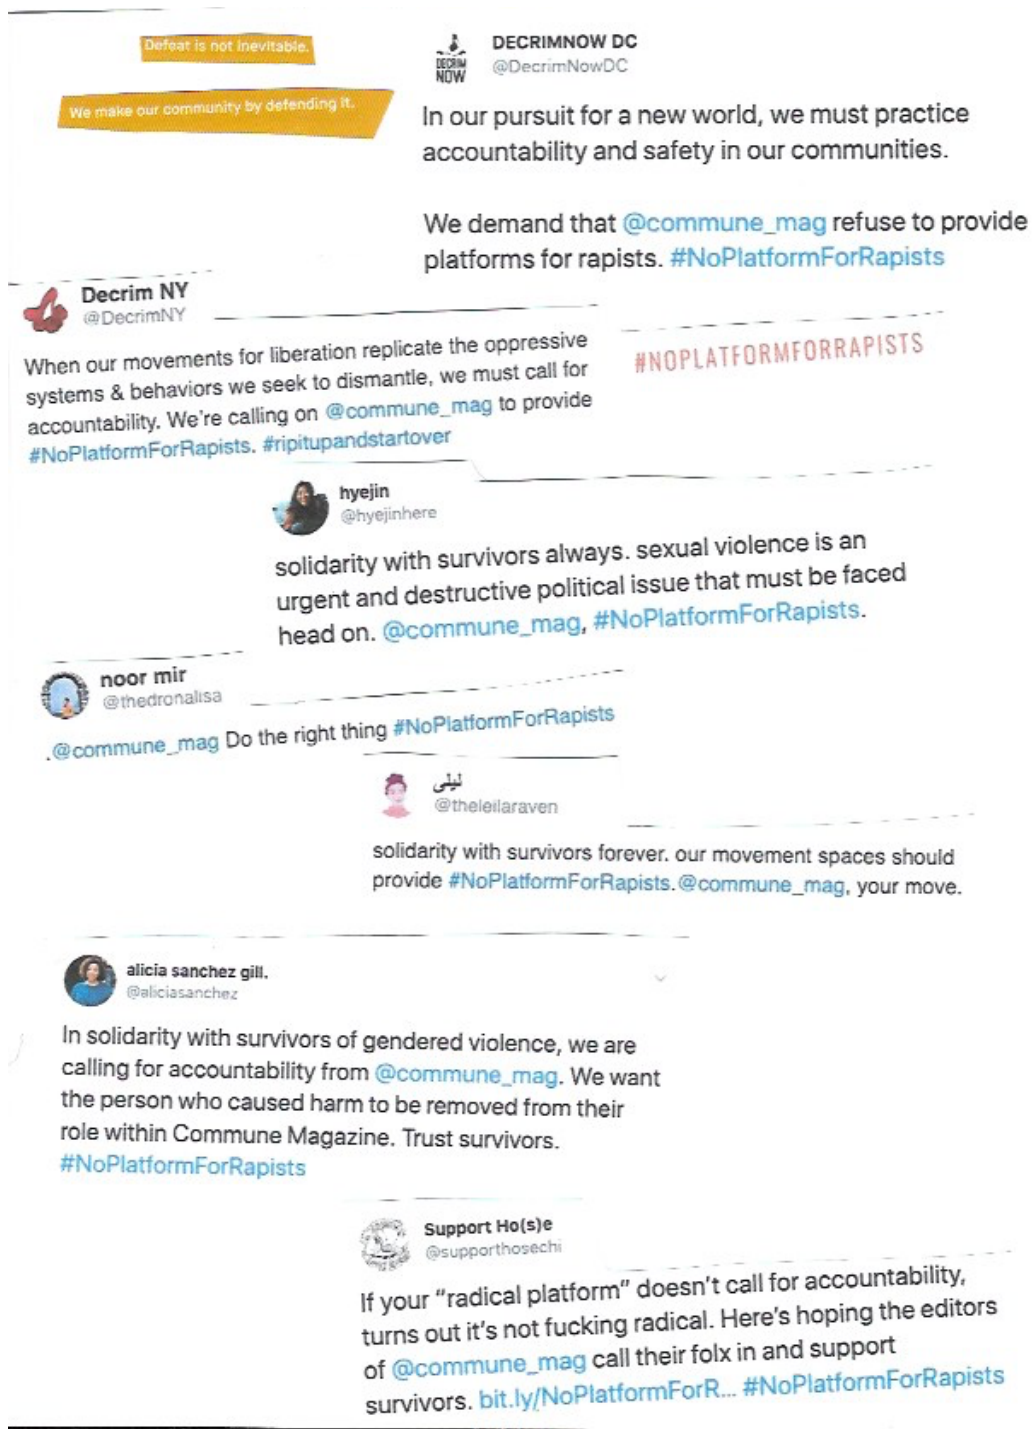 Defeat is not inevitable.
We make our community by defending it.
DECRIM
NOW
DECRIMNOW DC
@DecrimNowDC
In our pursuit for a new world, we must practice
accountability and safety in our communities.
We demand that @commune_mag refuse to provide
platforms for rapists. #NoPlatformForRapists
Decrim NY
@DecrimNY
When our movements for liberation replicate the oppressive
systems & behaviors we seek to dismantle, we must call for
accountability. We're calling on @commune_mag to provide
#NoPlatformForRapists. #ripitupandstartover
#NOPLATFORMFORRAPISTS
hyejin
@hyejinhere
solidarity with survivors always. sexual violence is an
urgent and destructive political issue that must be faced
head on. @commune_mag, #NoPlatformForRapists.
noor mir
@thedronalisa
.@commune_mag Do the right thing #NoPlatformForRapists
لیلی
@theleilaraven
solidarity with survivors forever. our movement spaces should
provide #NoPlatformForRapists.@commune_mag, your move.
alicia sanchez gill.
@aliciasanchez
In solidarity with survivors of gendered violence, we are
calling for accountability from @commune_mag. We want
the person who caused harm to be removed from their
role within Commune Magazine. Trust survivors.
#NoPlatformForRapists
Support Ho(s)e
@supporthosechi
If your “radical platform” doesn't call for accountability,
turns out it's not fucking radical. Here's hoping the editors
of @commune_mag call their folx in and support
survivors. bit.ly/NoPlatformForR... #NoPlatformForRapists